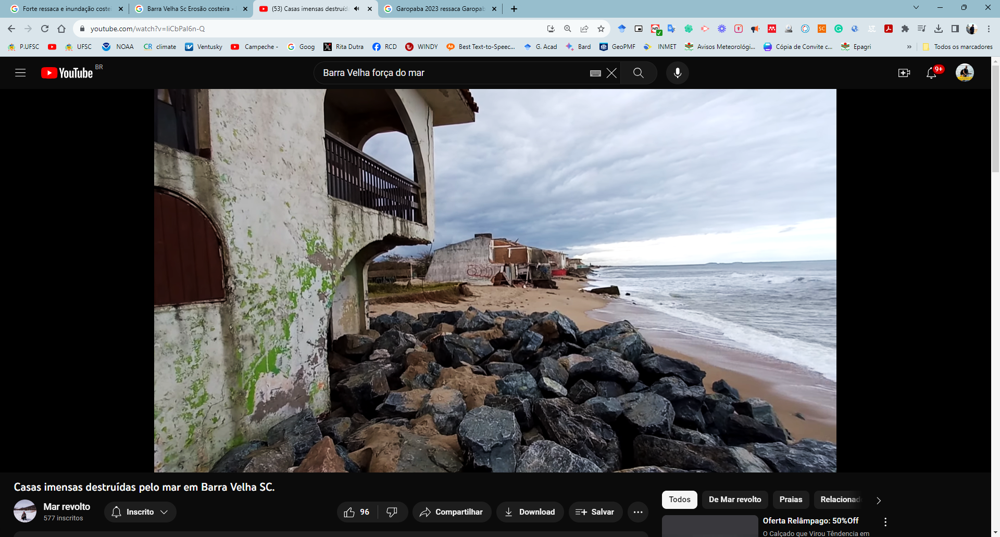 Forte ressaca e inundação coste
Barra Velha Sc Erosão costeira -
(53) Casas imensas destruíd
Garopaba 2023 ressaca Garopab
youtube.com/watch?v=IiCbPaI6n-Q
P.UFSC
UFSC
NOAA
CR climate
Ventusky
Campeche -
Goog
Rita Dutra
RCD
WINDY
Best Text-to-Speec...
G. Acad
Bard
GeoPMF
INMET
Avisos Meteorológi...
Cópia de Convite c...
Epagri
»
Todos os marcadores
YouTube BR
Barra Velha força do mar
9+
Casas imensas destruídas pelo mar em Barra Velha SC.
Mar revolto
577 inscritos
Inscrito
96
Compartilhar
Download
Salvar
Todos
De Mar revolto
Praias
Relacionad
Oferta Relâmpago: 50%Off
O Calçado que Virou Têndencia em